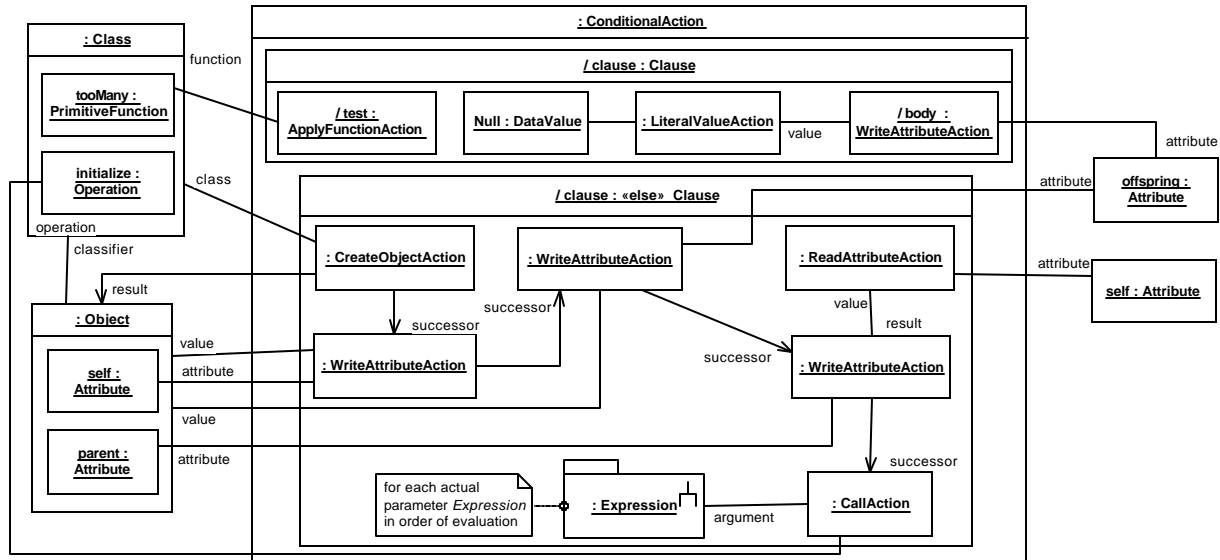 : ConditionalAction
: Class
function
/ clause : Clause
tooMany :
PrimitiveFunction
/ test :
ApplyFunctionAction
Null : DataValue
: LiteralValueAction
value
/ body :
WriteAttributeAction
attribute
initialize :
Operation
class
/ clause : «else» Clause
attribute
offspring :
Attribute
operation
classifier
: CreateObjectAction
: WriteAttributeAction
: ReadAttributeAction
attribute
self : Attribute
result
value
successor
: Object
successor
result
value
: WriteAttributeAction
successor
: WriteAttributeAction
self :
Attribute
attribute
value
parent :
Attribute
attribute
successor
for each actual
parameter Expression
in order of evaluation
: Expression
argument
: CallAction